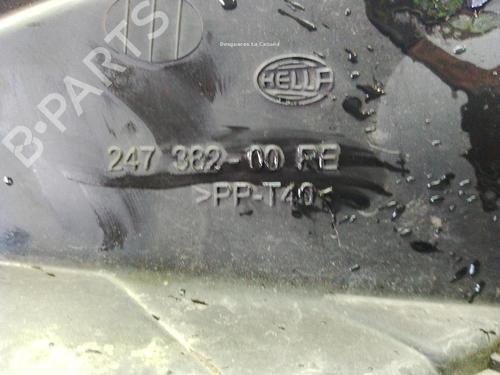 Desguaces La Cabaña
HELLA
247 382-00 RE
>PP-T40<
B-PARTS